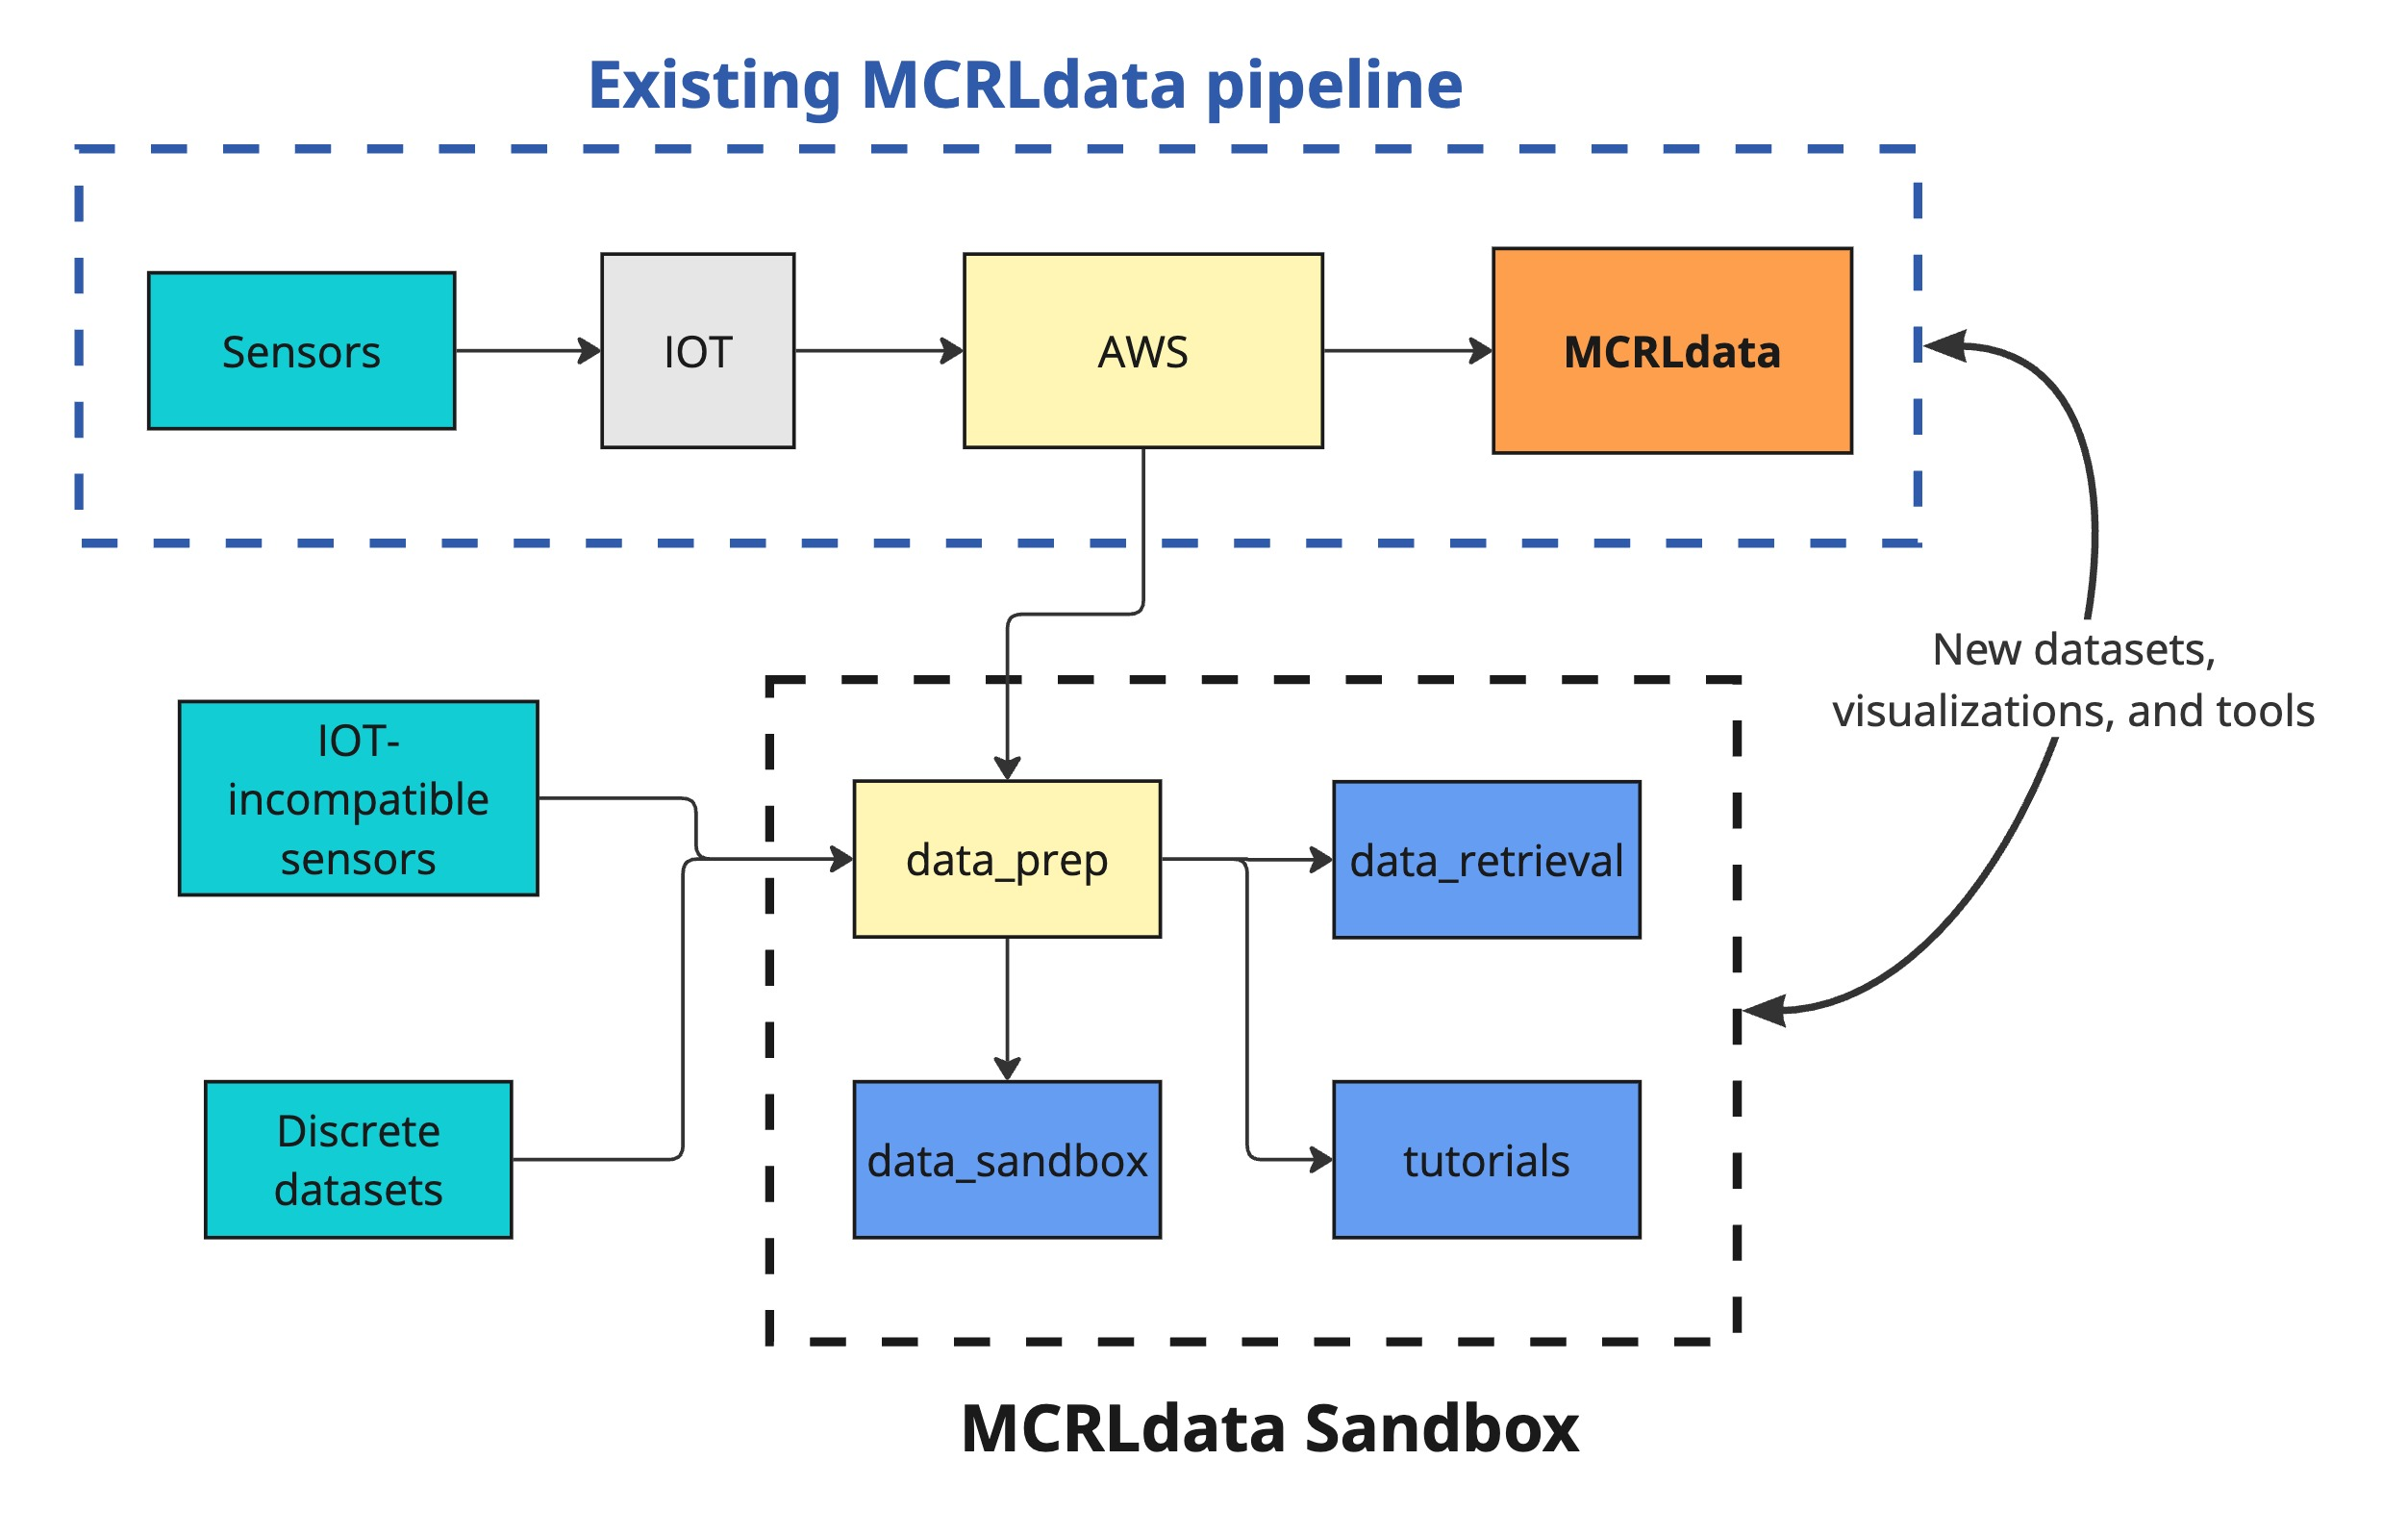 Existing MCRLdata pipeline
Sensors
IOT
AWS
MCRLdata
New datasets,
visualizations, and tools
IOT-
incompatible
sensors
data_prep
data_retrieval
Discrete
datasets
data_sandbox
tutorials
MCRLdata Sandbox